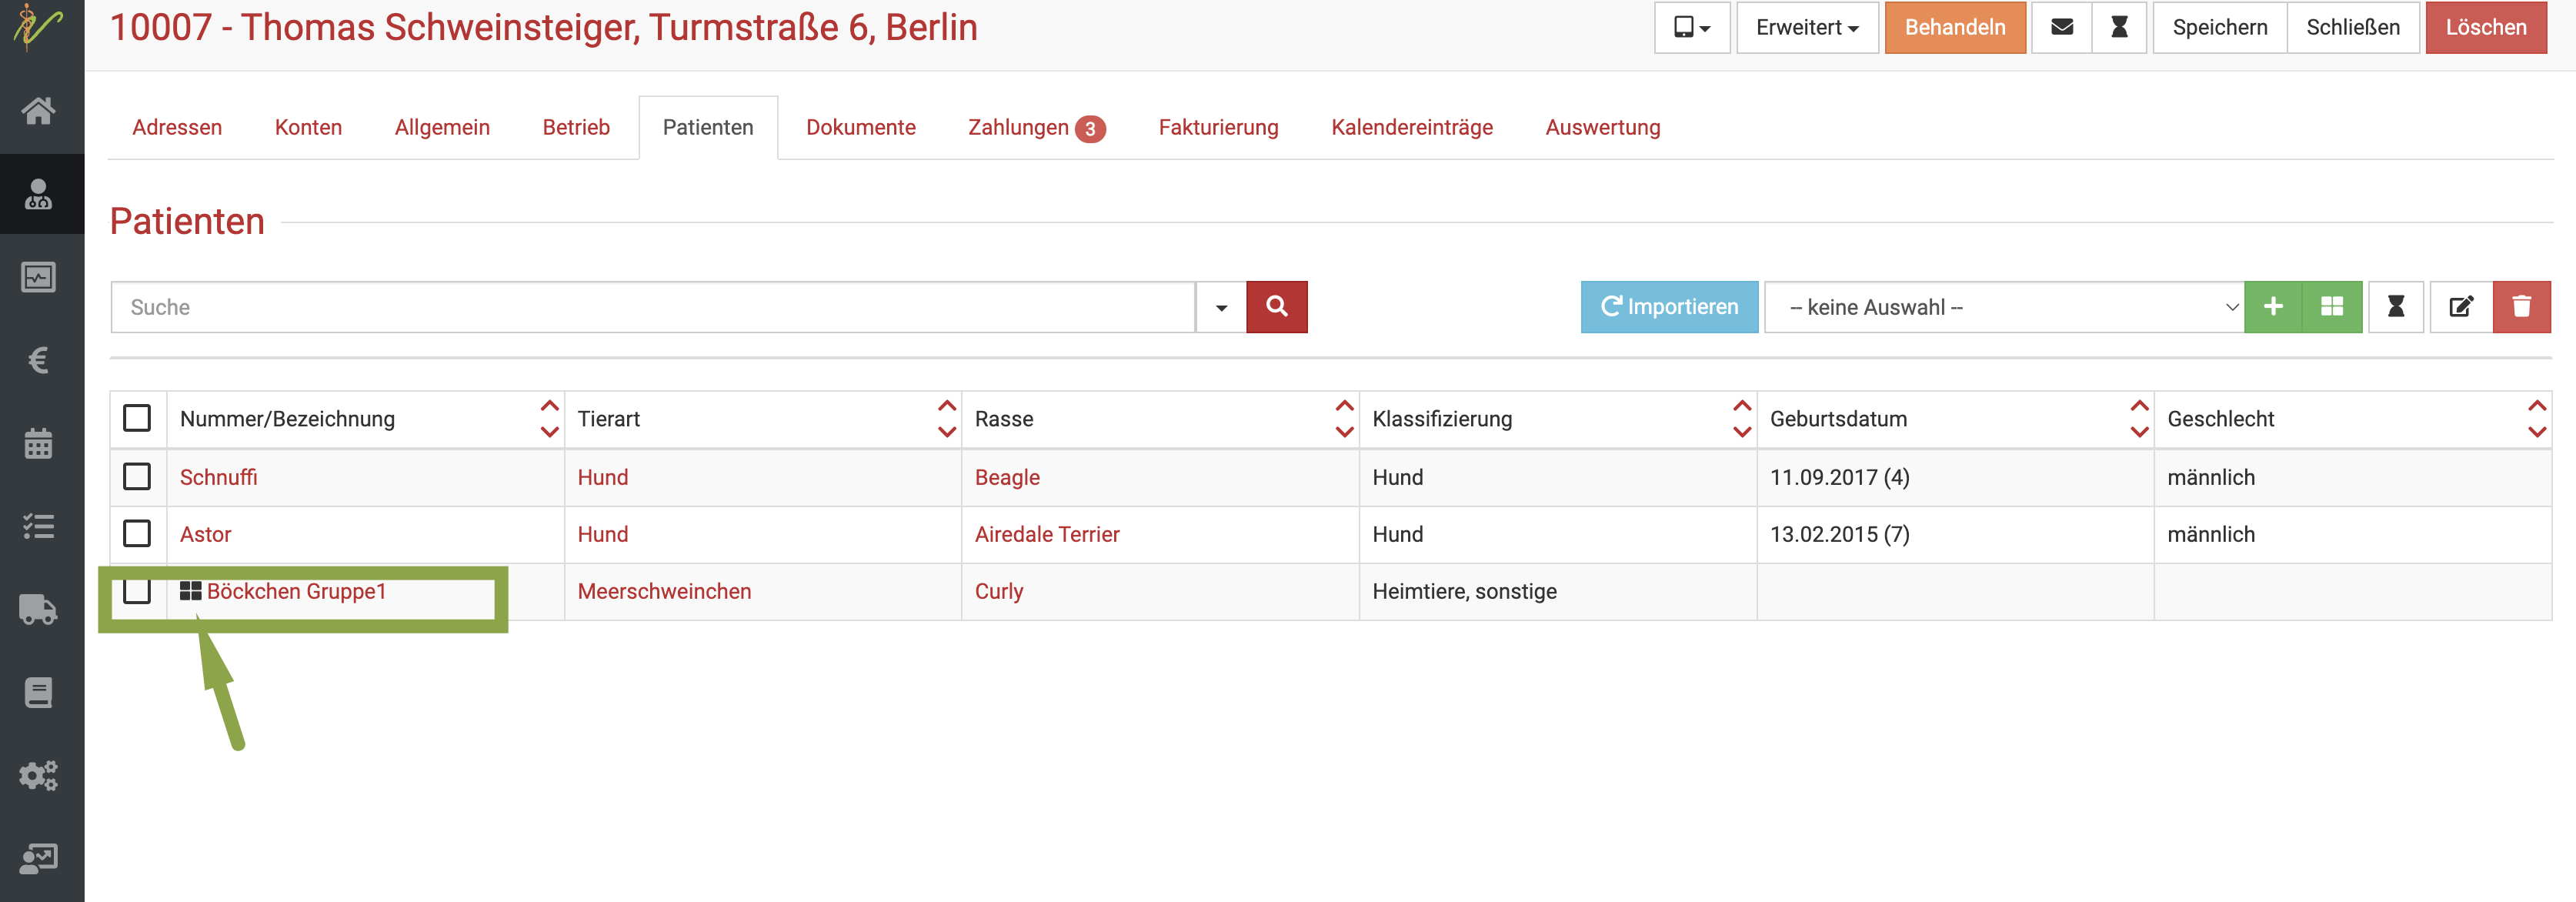 10007 - Thomas Schweinsteiger, Turmstraße 6, Berlin
Erweitert
Behandeln
Speichern
Schließen
Löschen
Adressen
Konten
Allgemein
Betrieb
Patienten
Dokumente
Zahlungen 3
Fakturierung
Kalendereinträge
Auswertung
Patienten
Suche
Importieren
-- keine Auswahl --
Nummer/Bezeichnung Tierart Rasse Klassifizierung Geburtsdatum Geschlecht
Schnuffi Hund Beagle Hund 11.09.2017 (4) männlich
Astor Hund Airedale Terrier Hund 13.02.2015 (7) männlich
Böckchen Gruppe1 Meerschweinchen Curly Heimtiere, sonstige